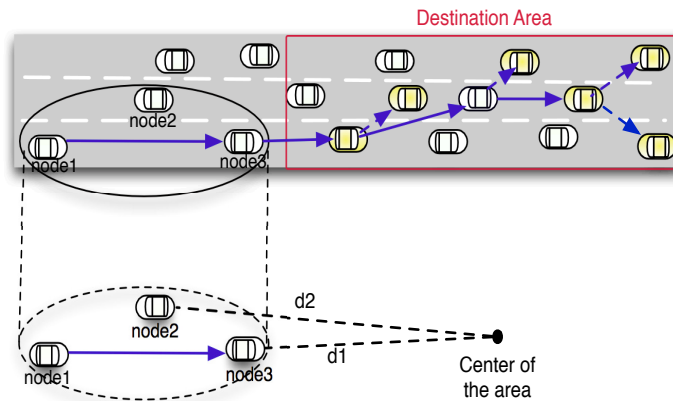 Destination Area
node2
node1
node3
d2
node2
d1
node1
node3
Center of
the area